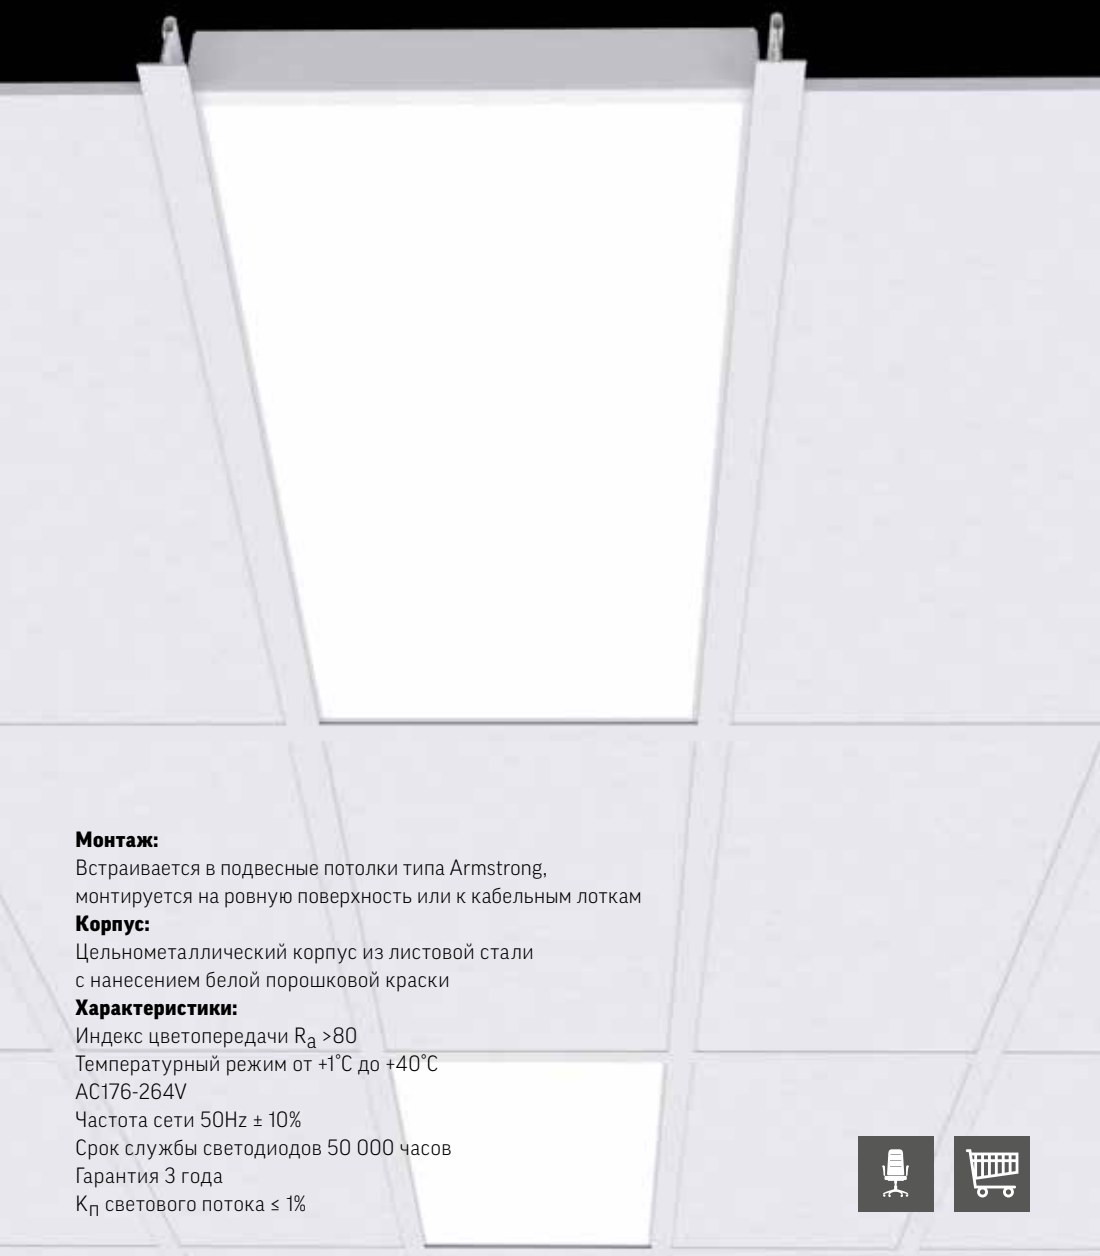 Монтаж:
Встраивается в подвесные потолки типа Armstrong,
монтируется на ровную поверхность или к кабельным лоткам
Корпус:
Цельнометаллический корпус из листовой стали
с нанесением белой порошковой краски
Характеристики:
Индекс цветопередачи Ra >80
Температурный режим от +1˚C до +40˚C
AC176-264V
Частота сети 50Hz ± 10%
Срок службы светодиодов 50 000 часов
Гарантия 3 года
Кп светового потока ≤ 1%